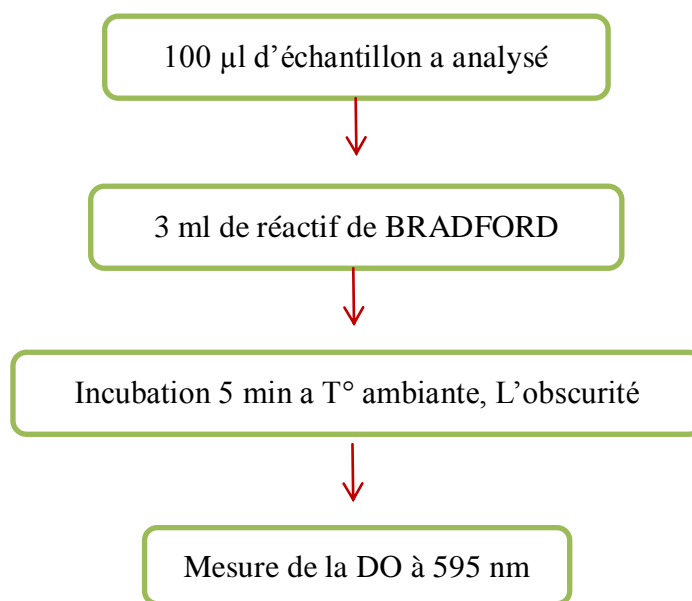 100 µl d’échantillon a analysé
3 ml de réactif de BRADFORD
Incubation 5 min a T° ambiante, L’obscurité
Mesure de la DO à 595 nm